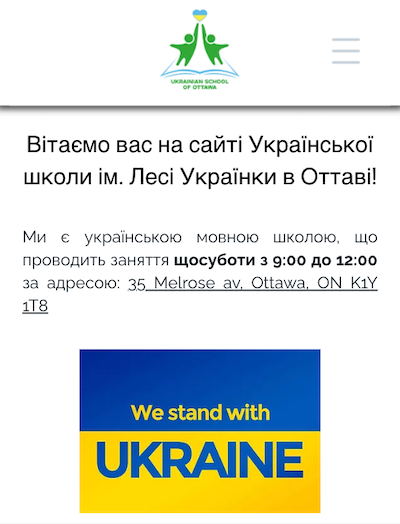 UKRAINIAN SCHOOL
OF OTTAWA
Вітаємо вас на сайті Української
школи ім. Лесі Українки в Оттаві!
Ми є українською мовною школою, що
проводить заняття щосуботи з 9:00 до 12:00
за адресою: 35 Melrose av, Ottawa, ON K1Y
1T8
We stand with
UKRAINE